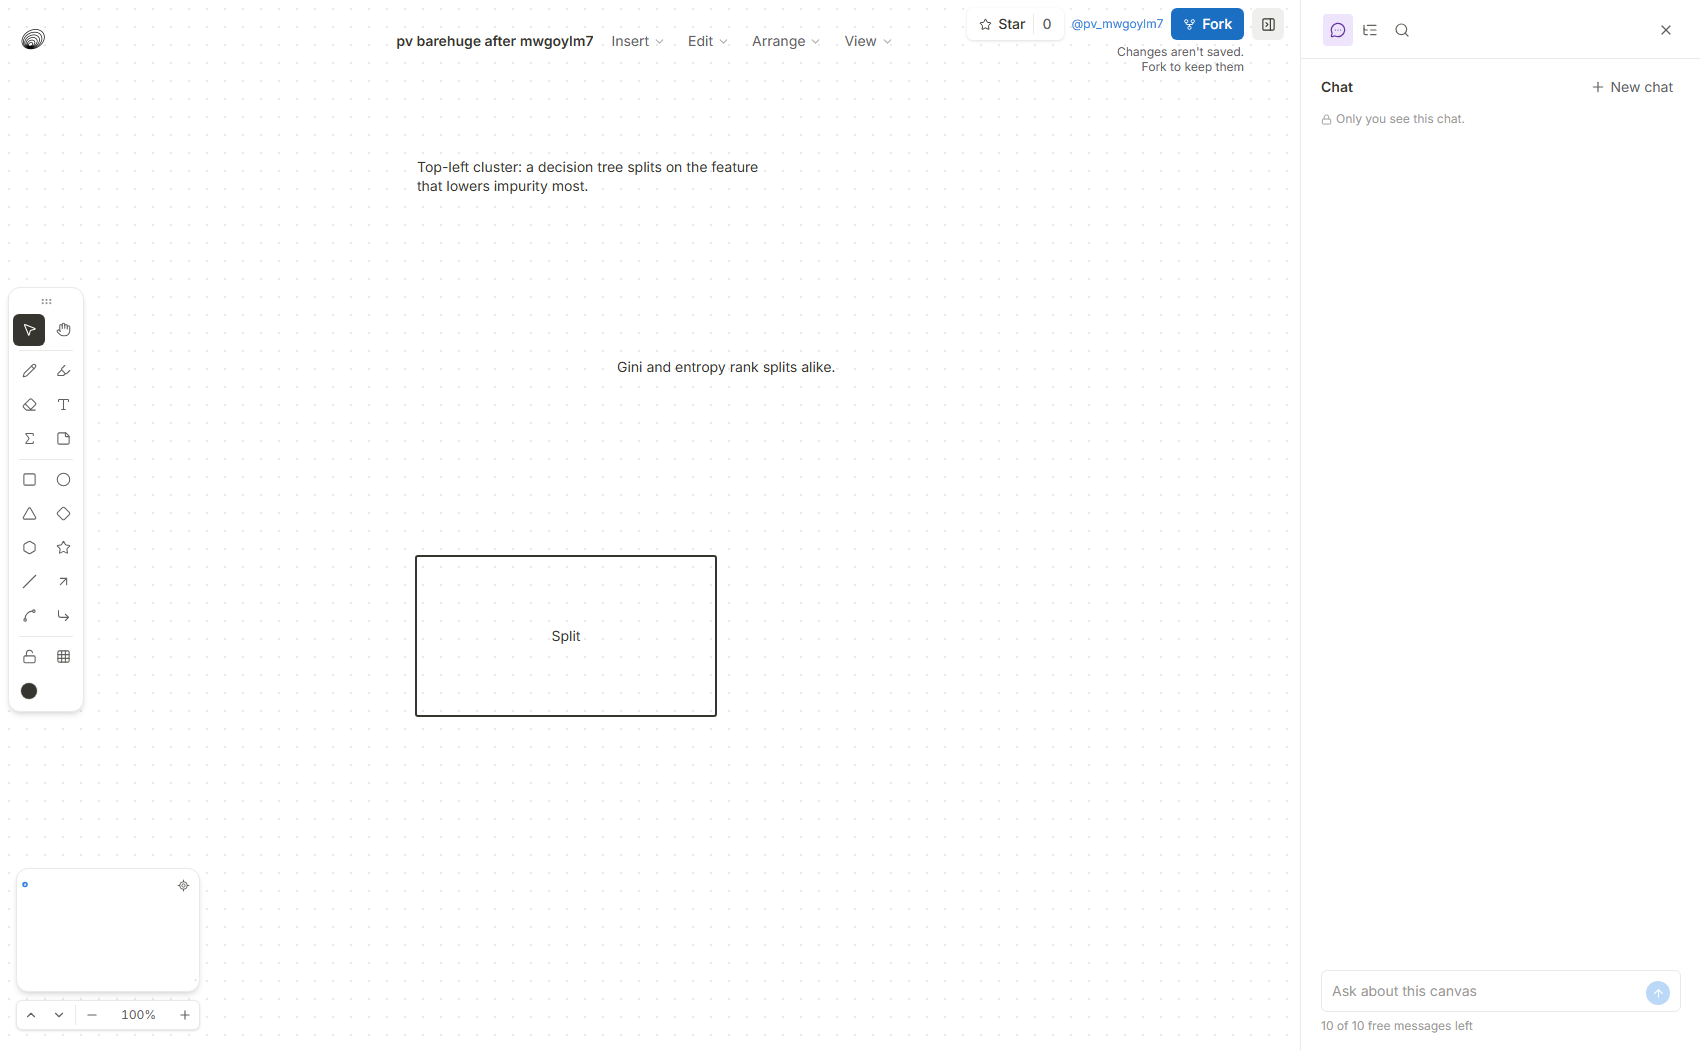 pv barehuge after mwgoylm7
Insert
Edit
Arrange
View
Star
0
@pv_mwgoylm7
Fork
Changes aren't saved.
Fork to keep them
Chat
New chat
Only you see this chat.
Top-left cluster: a decision tree splits on the feature
that lowers impurity most.
Gini and entropy rank splits alike.
Split
100%
Ask about this canvas
10 of 10 free messages left